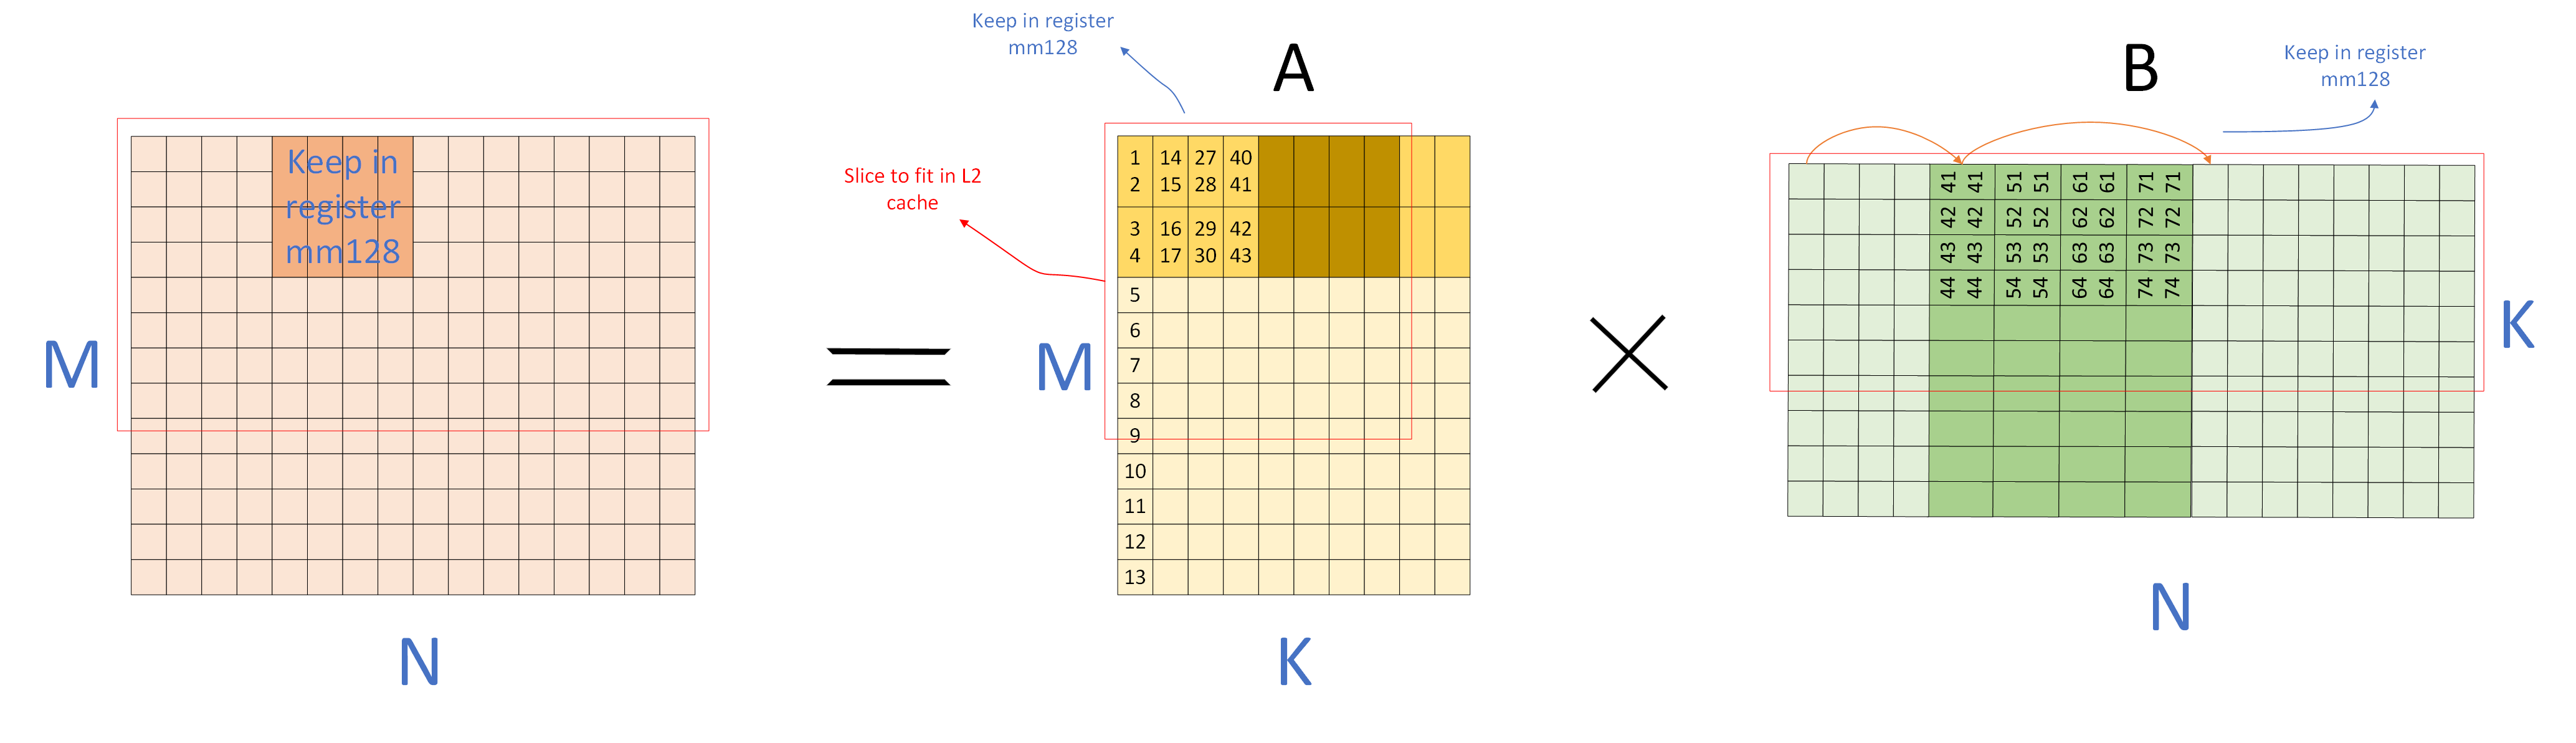 Keep in register
mm128
A
B
Keep in register
mm128
Keep in
register
mm128
Slice to fit in L2
cache
1 14 27 40
2 15 28 41
3 16 29 42
4 17 30 43
5
6
7
8
9
10
11
12
13
41 41 51 51 61 61 71 71
42 42 52 52 62 62 72 72
43 43 53 53 63 63 73 73
44 44 54 54 64 64 74 74
M
M
K
N
K
N